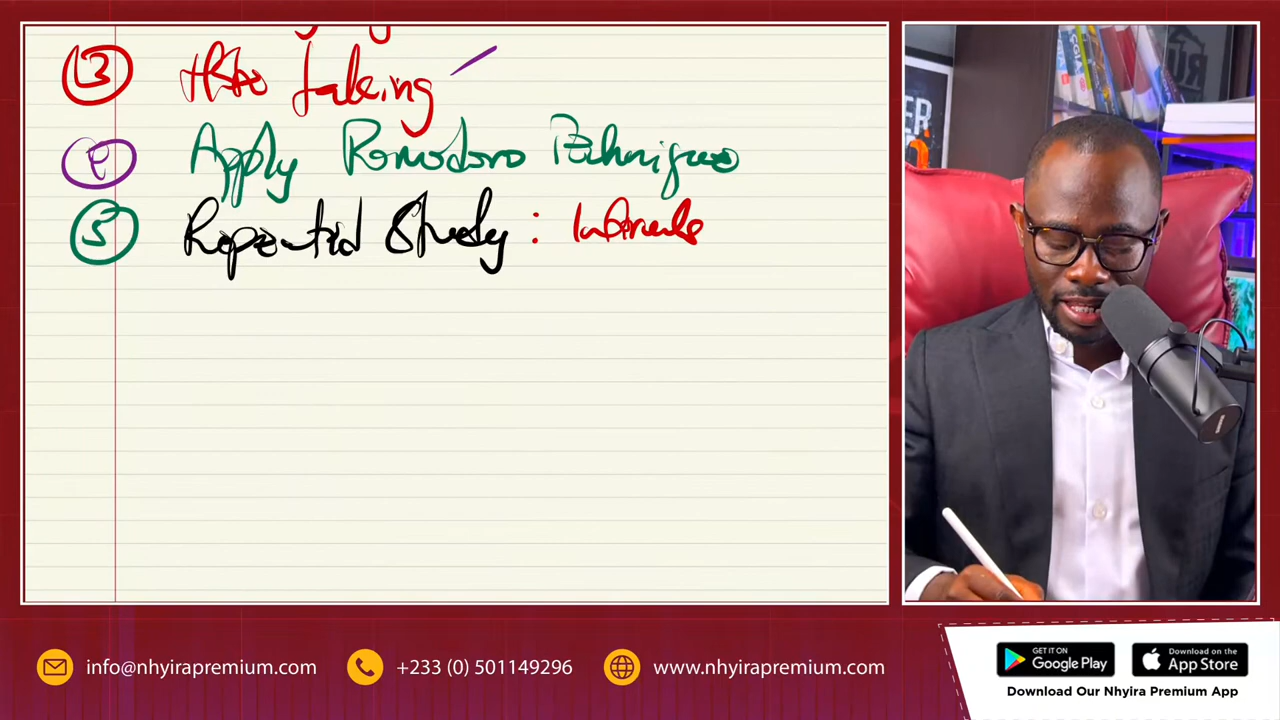 3 Note taking
4 Apply Pomodoro Techniques
5 Repeated Study : Intervals
info@nhyirapremium.com
+233 (0) 501149296
www.nhyirapremium.com
GET IT ON
Google Play
Download on the
App Store
Download Our Nhyira Premium App